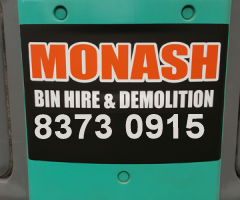 MONASH
BIN HIRE & DEMOLITION
8373 0915